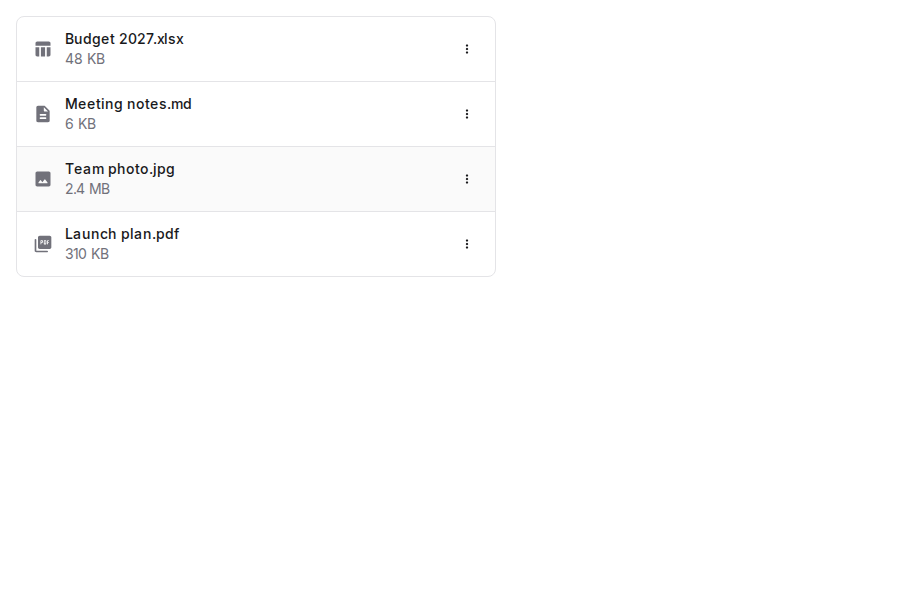 Budget 2027.xlsx
48 KB
Meeting notes.md
6 KB
Team photo.jpg
2.4 MB
Launch plan.pdf
310 KB